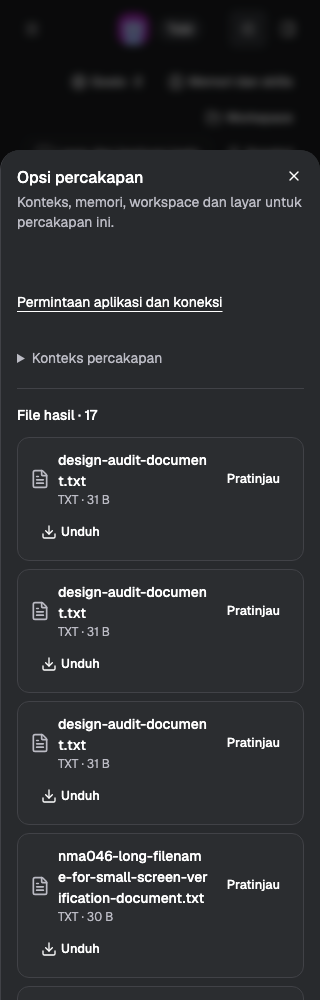 Opsi percakapan
Konteks, memori, workspace dan layar untuk
percakapan ini.
Permintaan aplikasi dan koneksi
Konteks percakapan
File hasil · 17
design-audit-documen
t.txt
Pratinjau
TXT · 31 B
Unduh
design-audit-documen
t.txt
Pratinjau
TXT · 31 B
Unduh
design-audit-documen
t.txt
Pratinjau
TXT · 31 B
Unduh
nma046-long-filenam
e-for-small-screen-ver
ification-document.txt
Pratinjau
TXT · 30 B
Unduh